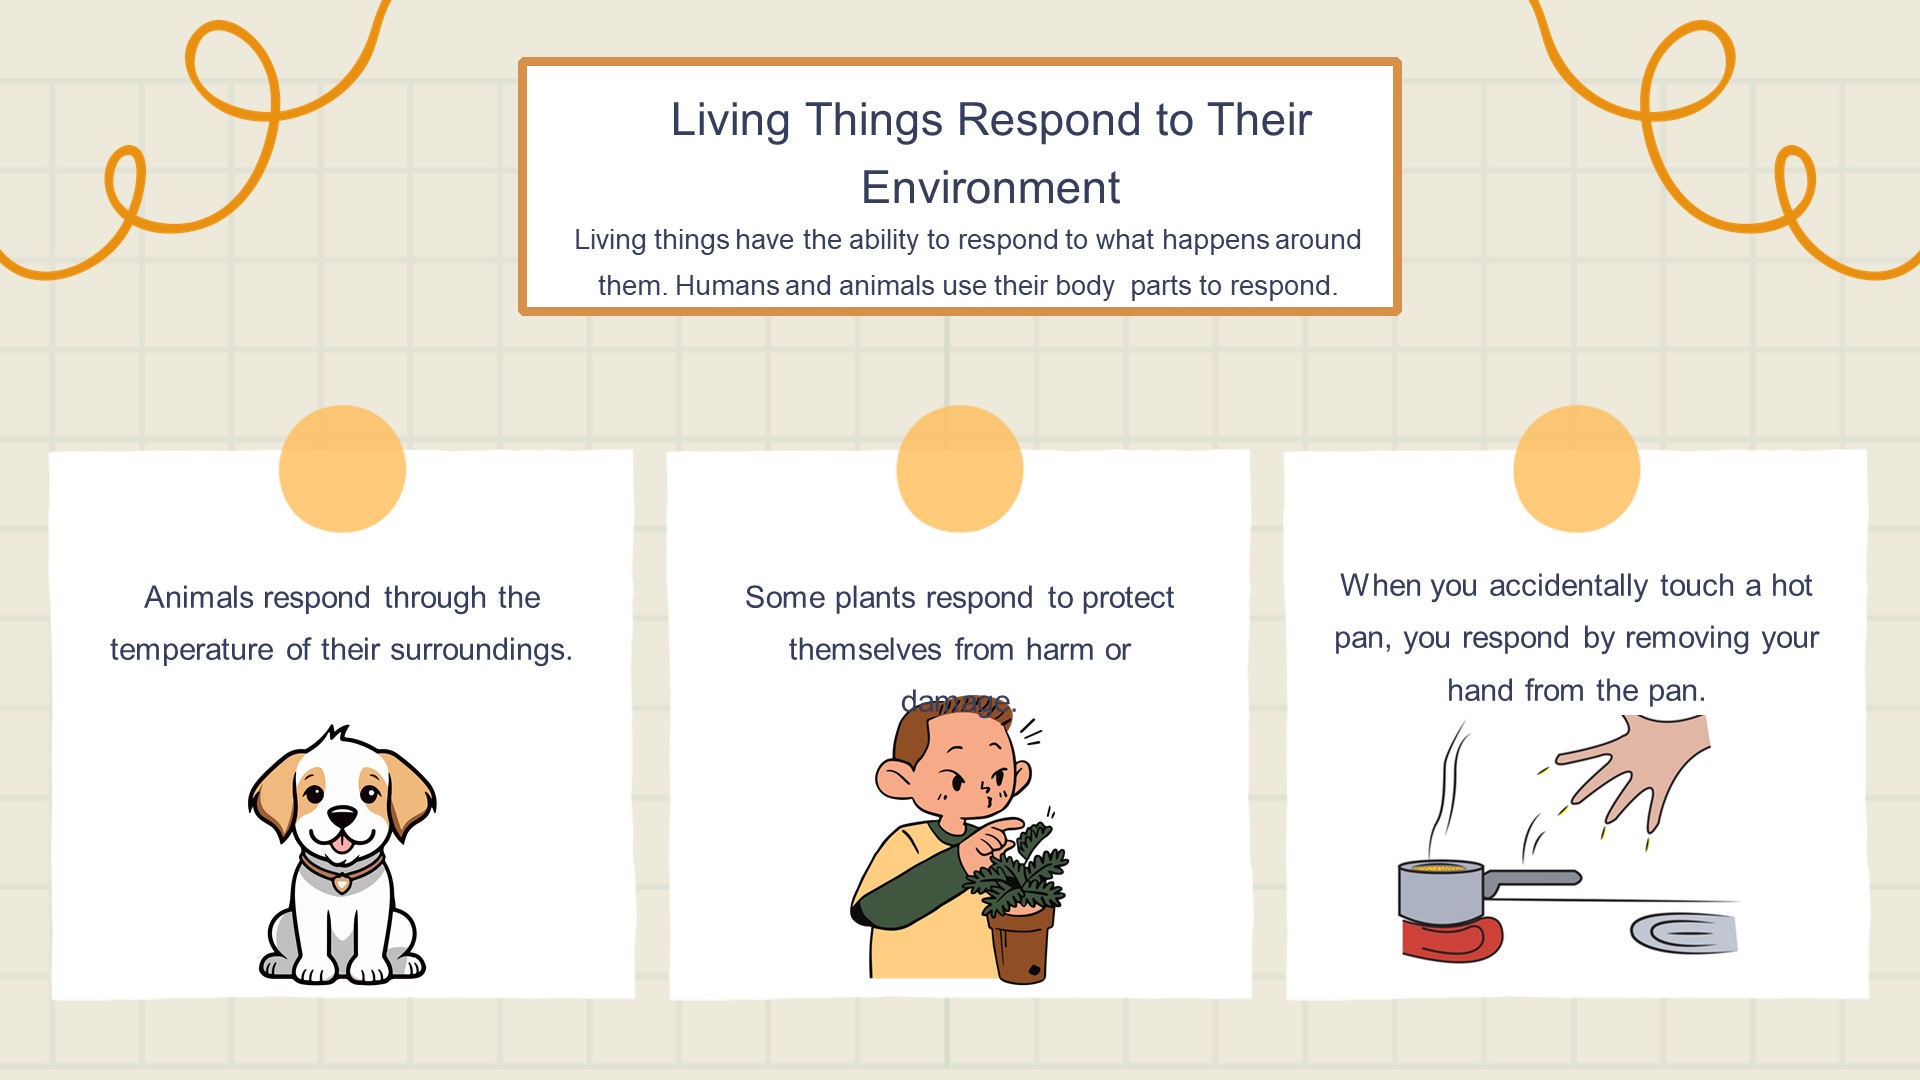 Living Things Respond to Their
Environment
Living things have the ability to respond to what happens around
them. Humans and animals use their body parts to respond.
Animals respond through the
temperature of their surroundings.
Some plants respond to protect
themselves from harm or
damage.
When you accidentally touch a hot
pan, you respond by removing your
hand from the pan.